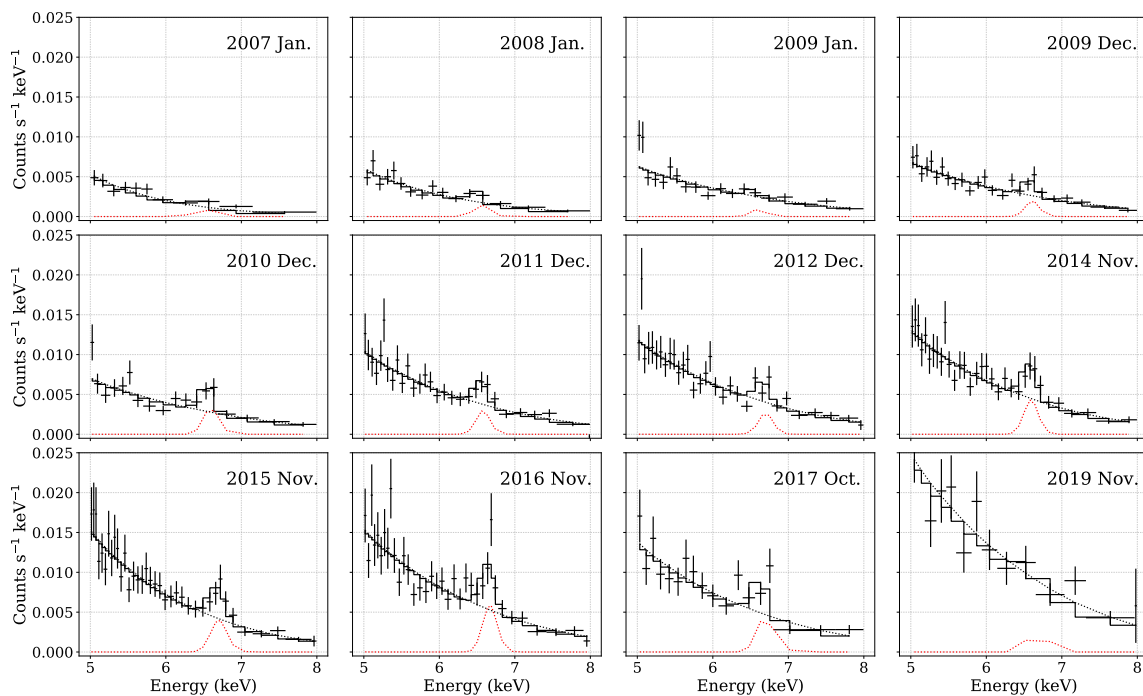 0.025
0.020
0.015
0.010
0.005
0.000
Counts s⁻¹ keV⁻¹
2007 Jan.
2008 Jan.
2009 Jan.
2009 Dec.
0.025
0.020
0.015
0.010
0.005
0.000
Counts s⁻¹ keV⁻¹
2010 Dec.
2011 Dec.
2012 Dec.
2014 Nov.
0.025
0.020
0.015
0.010
0.005
0.000
Counts s⁻¹ keV⁻¹
2015 Nov.
2016 Nov.
2017 Oct.
2019 Nov.
5 6 7 8
5 6 7 8
5 6 7 8
5 6 7 8
Energy (keV)
Energy (keV)
Energy (keV)
Energy (keV)